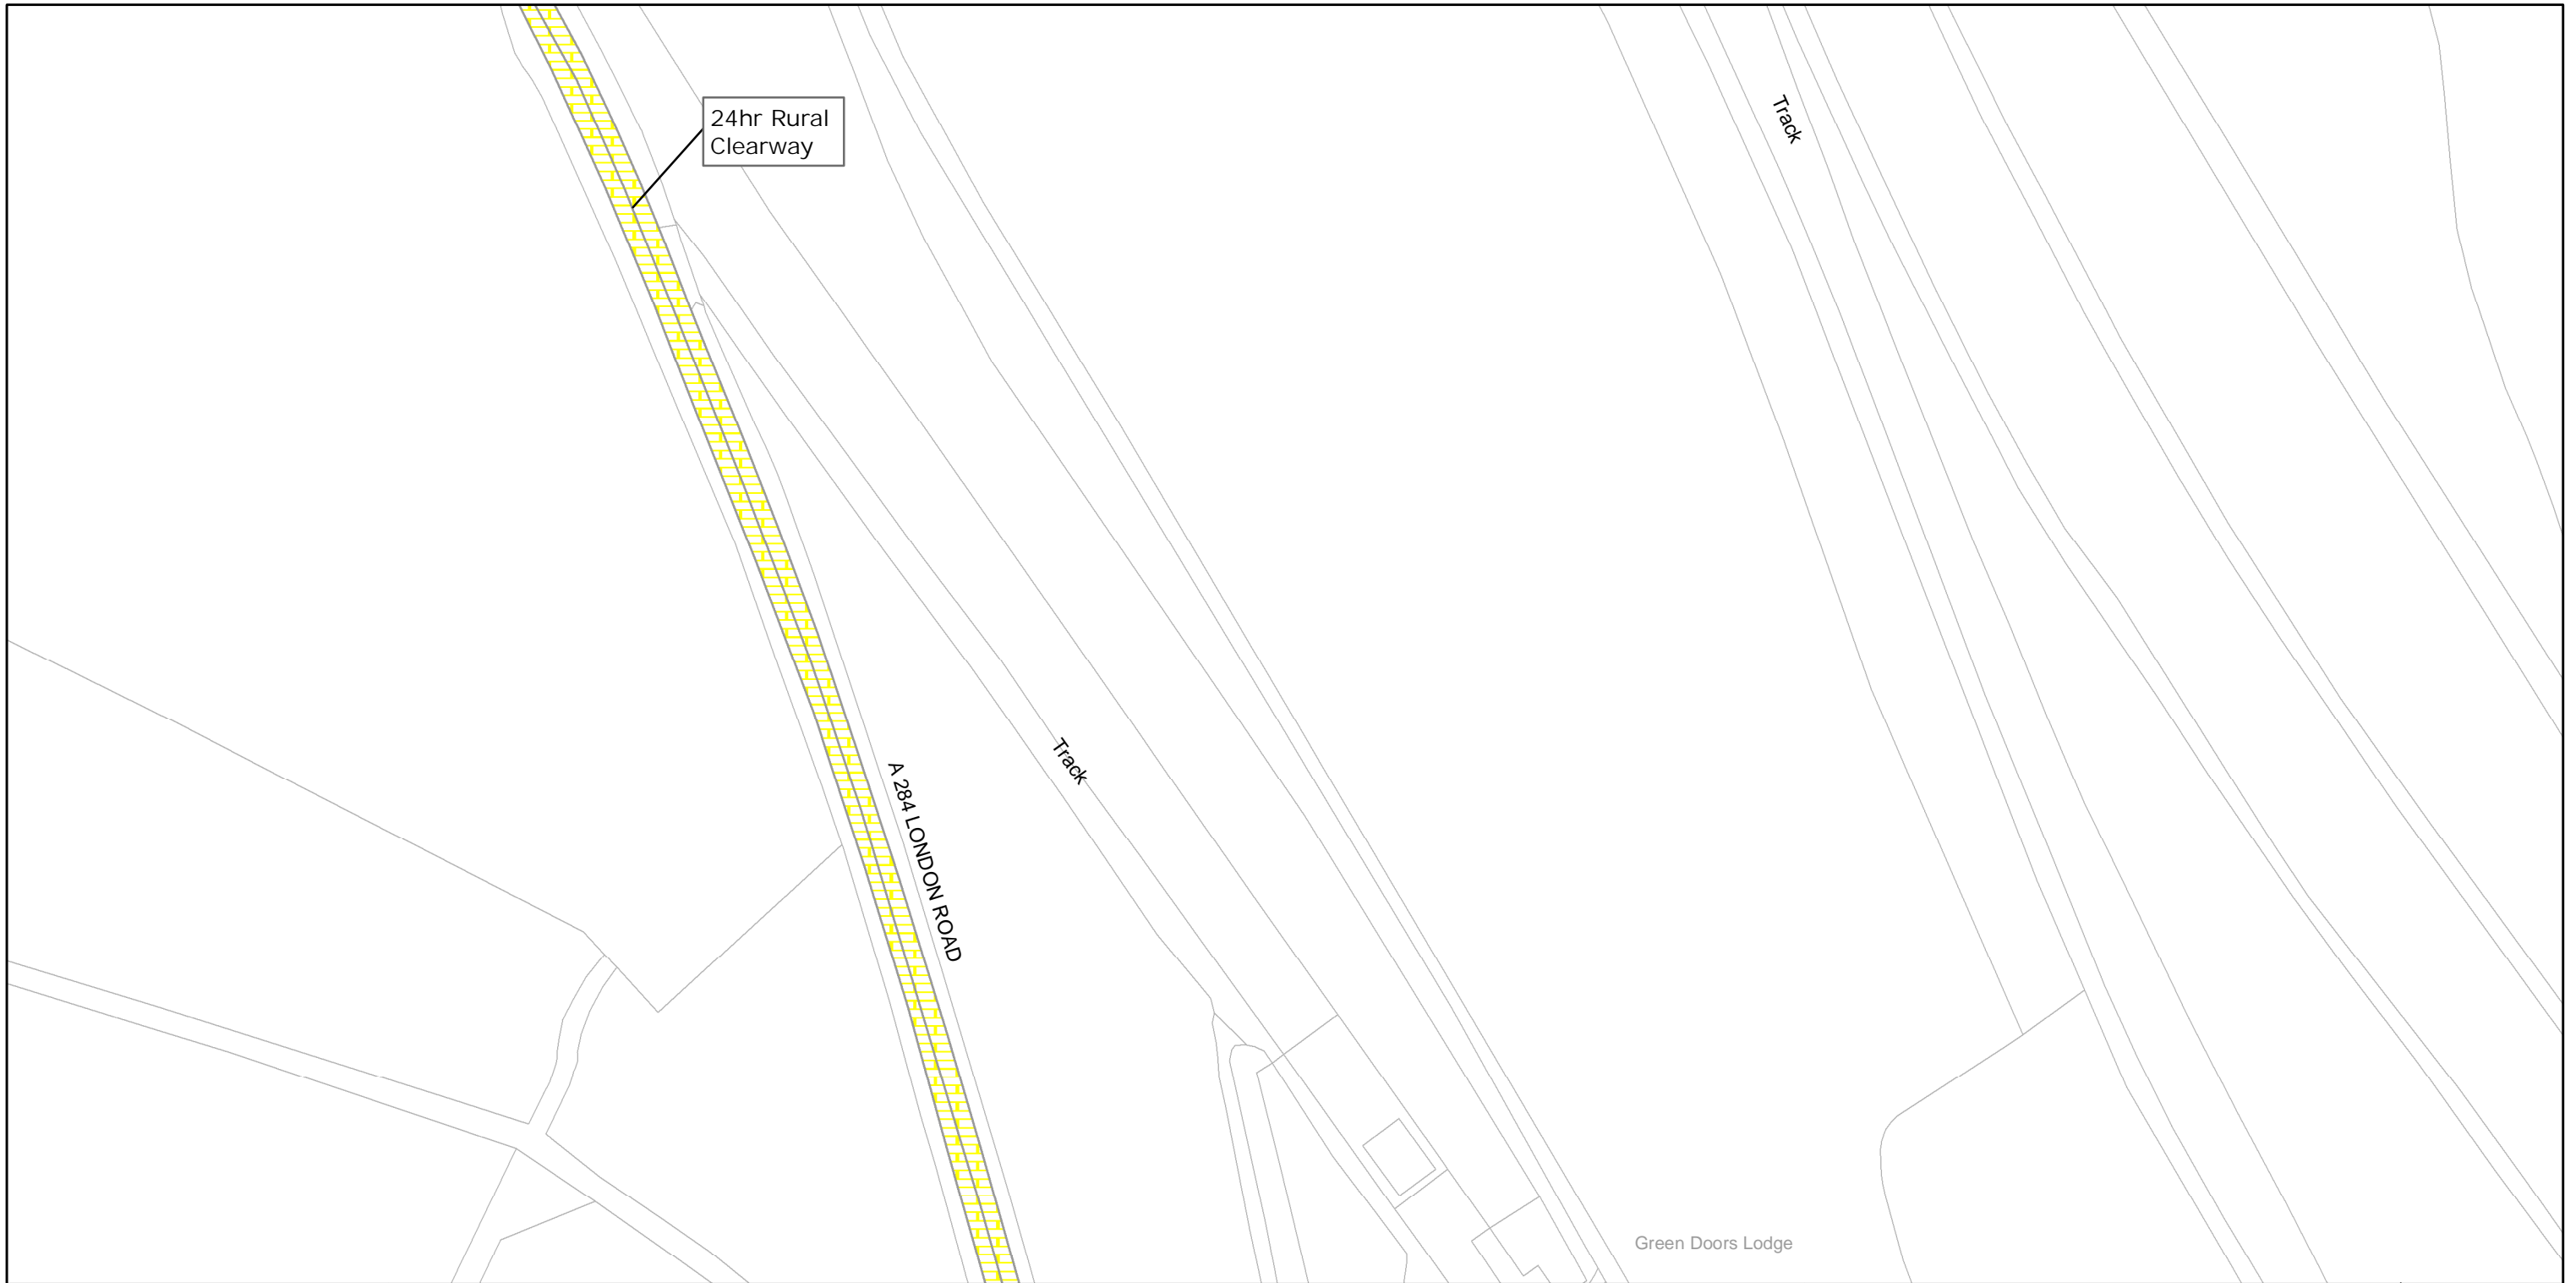 24hr Rural
Clearway
Track
Track
A 284 LONDON ROAD
Green Doors Lodge